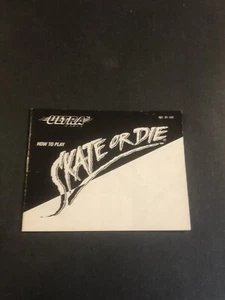 ULTRA
HOW TO PLAY
SKATE OR DIE